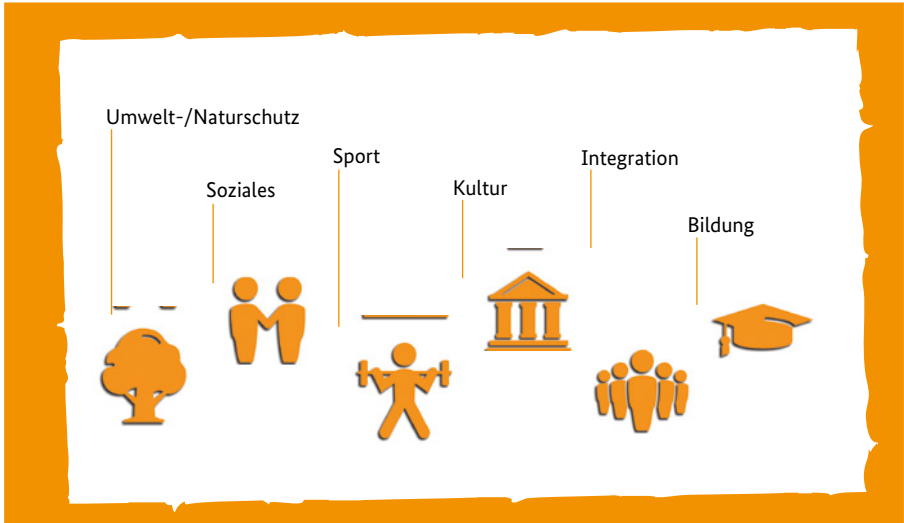 Umwelt-/Naturschutz
Soziales
Sport
Kultur
Integration
Bildung